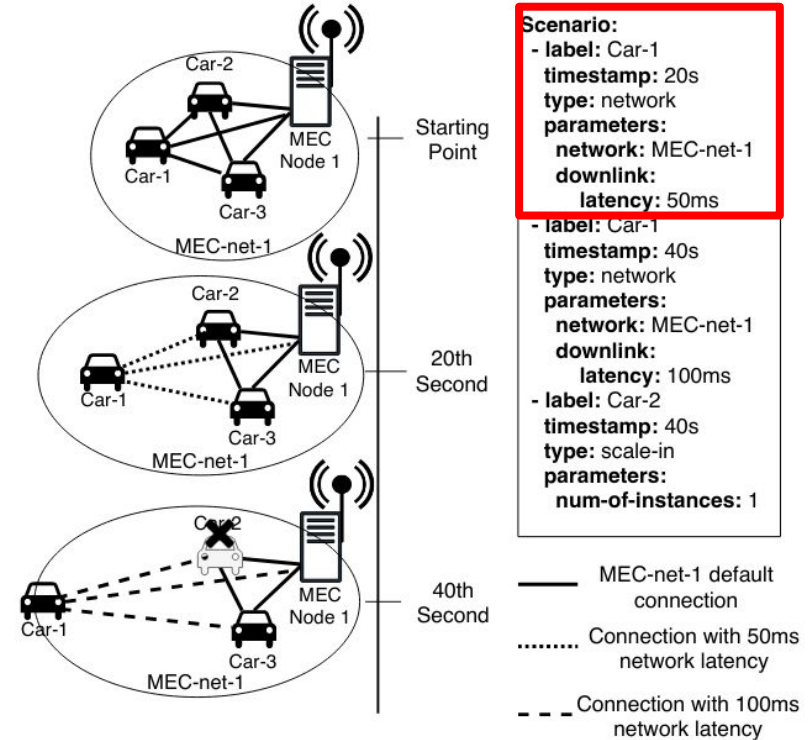 Car-2
Car-1
Car-3
MEC
Node 1
MEC-net-1
Starting
Point
Car-2
Car-1
Car-3
MEC
Node 1
MEC-net-1
20th
Second
Car-2
Car-1
Car-3
MEC
Node 1
MEC-net-1
40th
Second
Scenario:
- label: Car-1
timestamp: 20s
type: network
parameters:
network: MEC-net-1
downlink:
latency: 50ms
- label: Car-1
timestamp: 40s
type: network
parameters:
network: MEC-net-1
downlink:
latency: 100ms
- label: Car-2
timestamp: 40s
type: scale-in
parameters:
num-of-instances: 1
MEC-net-1 default
connection
Connection with 50ms
network latency
Connection with 100ms
network latency